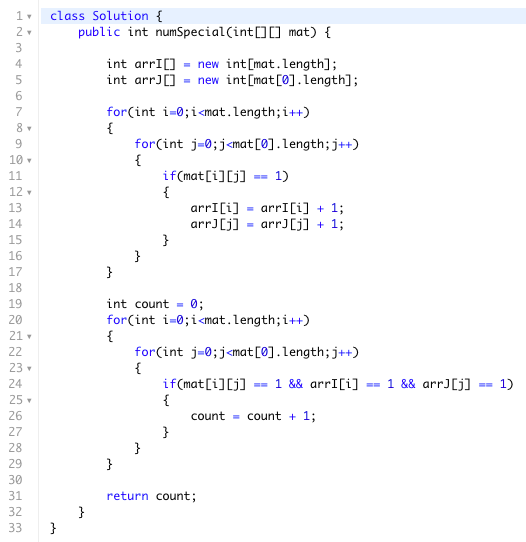 1 class Solution {
2     public int numSpecial(int[][] mat) {
3
4         int arrI[] = new int[mat.length];
5         int arrJ[] = new int[mat[0].length];
6
7         for(int i=0;i<mat.length;i++)
8         {
9             for(int j=0;j<mat[0].length;j++)
10             {
11                 if(mat[i][j] == 1)
12                 {
13                     arrI[i] = arrI[i] + 1;
14                     arrJ[j] = arrJ[j] + 1;
15                 }
16             }
17         }
18
19         int count = 0;
20         for(int i=0;i<mat.length;i++)
21         {
22             for(int j=0;j<mat[0].length;j++)
23             {
24                 if(mat[i][j] == 1 && arrI[i] == 1 && arrJ[j] == 1)
25                 {
26                     count = count + 1;
27                 }
28             }
29         }
30
31         return count;
32     }
33 }